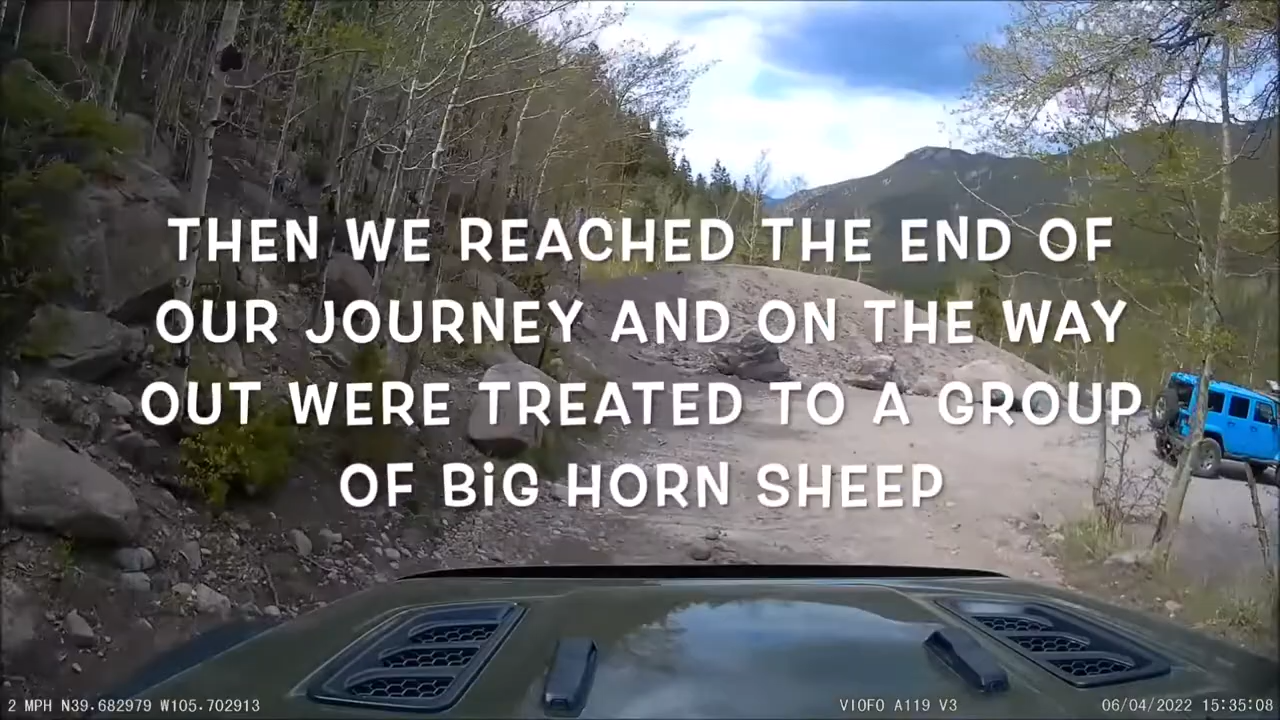 THEN WE REACHED THE END OF
OUR JOURNEY AND ON THE WAY
OUT WERE TREATED TO A GROUP
OF BiG HORN SHEEP
2 MPH N39.682979 W105.702913 VIOFO A119 V3 06/04/2022 15:35:08